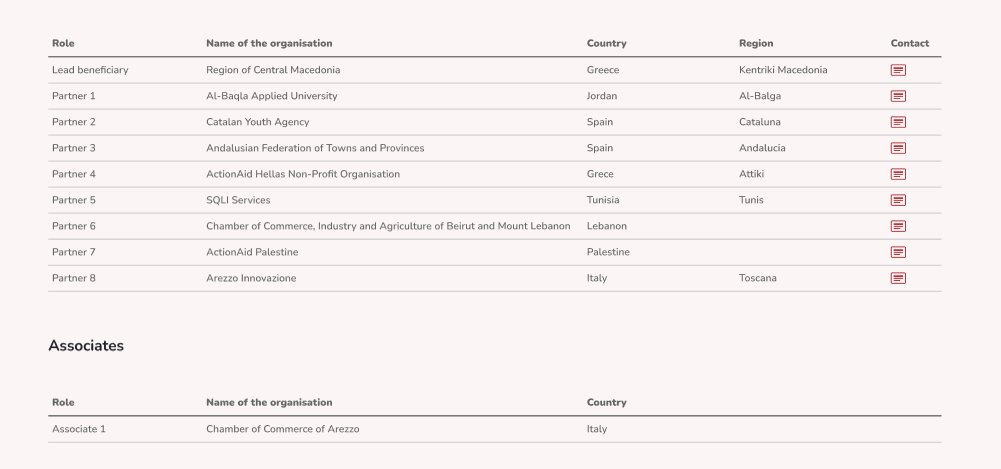 Role Name of the organisation Country Region Contact
Lead beneficiary Region of Central Macedonia Greece Kentriki Macedonia
Partner 1 Al-Baqla Applied University Jordan Al-Balga
Partner 2 Catalan Youth Agency Spain Cataluna
Partner 3 Andalusian Federation of Towns and Provinces Spain Andalucia
Partner 4 ActionAid Hellas Non-Profit Organisation Grece Attiki
Partner 5 SQLI Services Tunisia Tunis
Partner 6 Chamber of Commerce, Industry and Agriculture of Beirut and Mount Lebanon Lebanon
Partner 7 ActionAid Palestine Palestine
Partner 8 Arezzo Innovazione Italy Toscana
Associates
Role Name of the organisation Country
Associate 1 Chamber of Commerce of Arezzo Italy